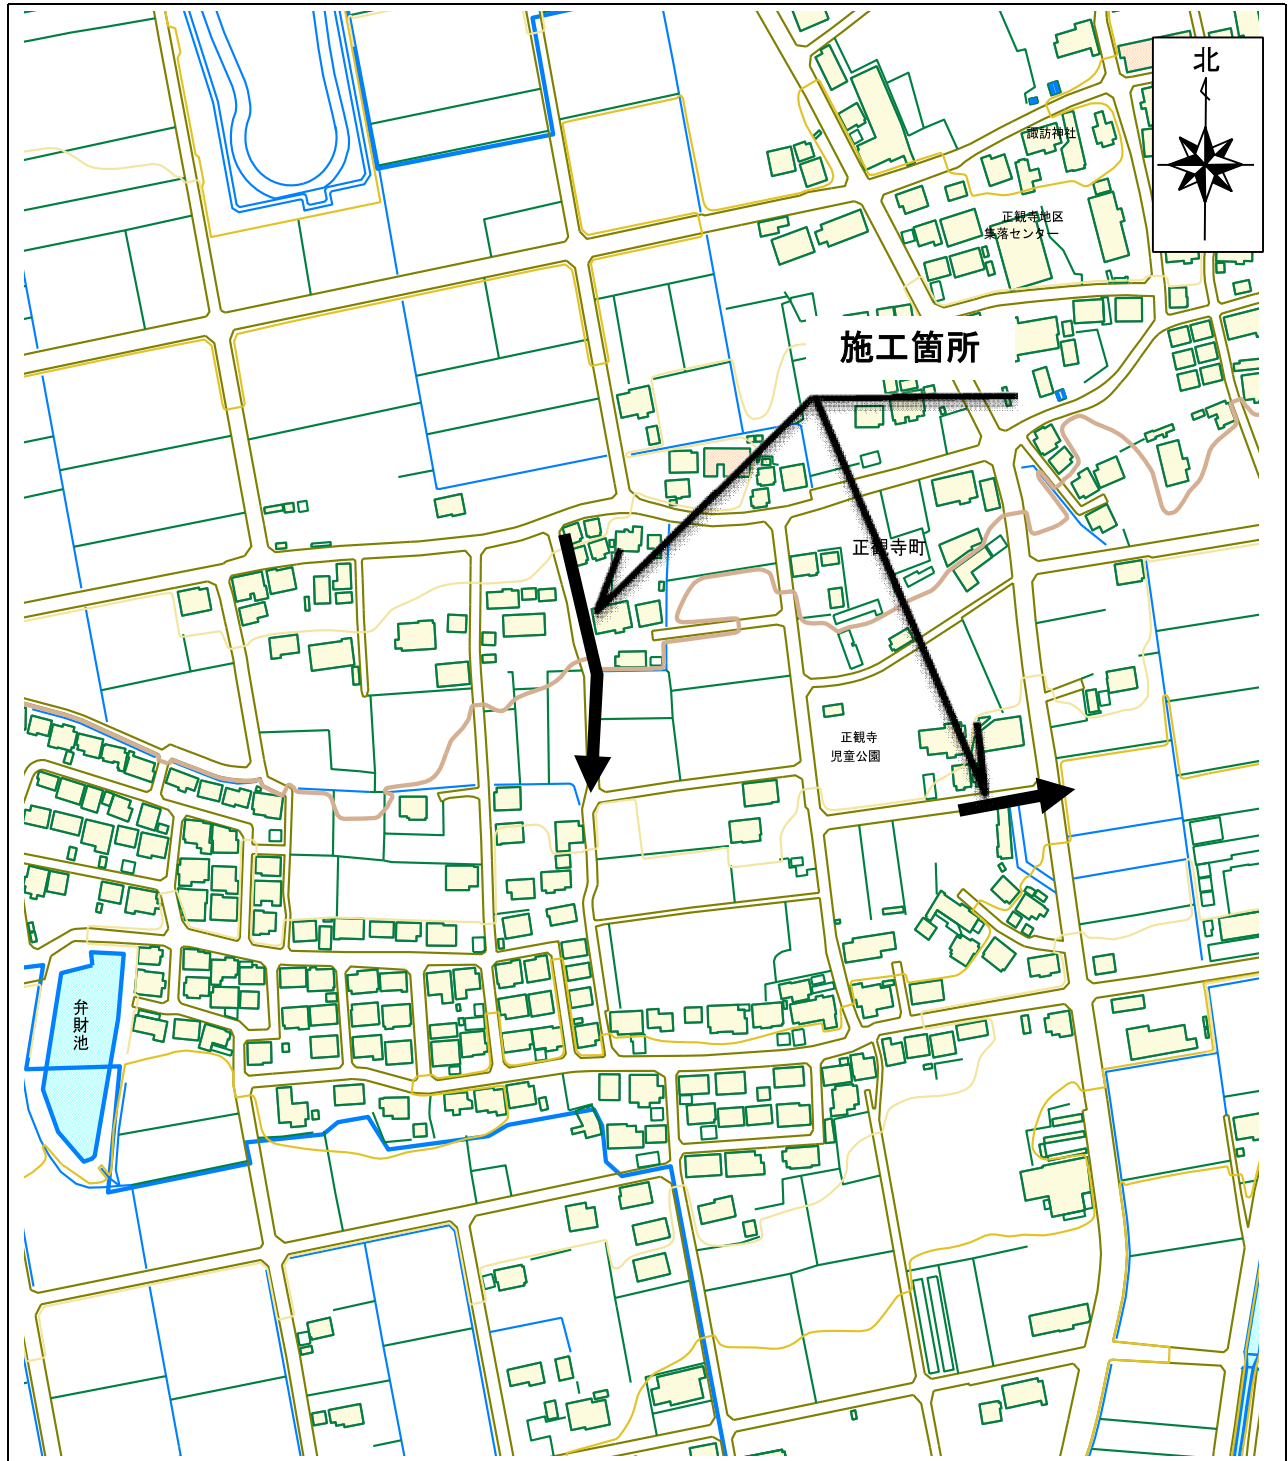 北
諏訪神社
正観寺地区
集落センター
施工箇所
正観寺町
正観寺
児童公園
弁財池